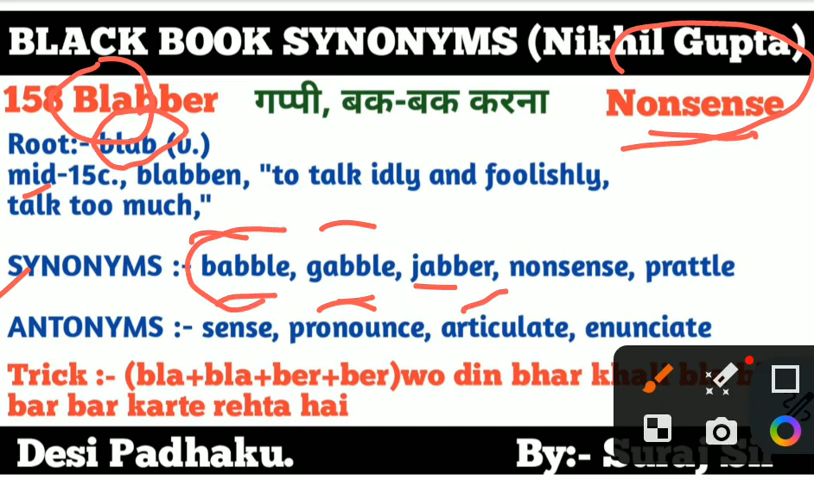 BLACK BOOK SYNONYMS (Nikhil Gupta)
158 Blabber गप्पी, बक-बक करना Nonsense
Root:- blab (v.)
mid-15c., blabben, "to talk idly and foolishly,
talk too much,"
SYNONYMS :- babble, gabble, jabber, nonsense, prattle
ANTONYMS :- sense, pronounce, articulate, enunciate
Trick :- (bla+bla+ber+ber)wo din bhar khali
bar bar karte rehta hai
Desi Padhaku. By:- Suraj Sir